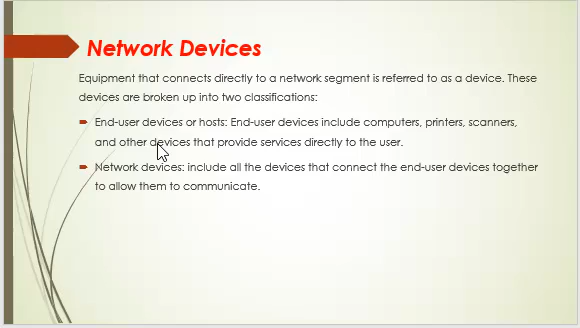 Network Devices
Equipment that connects directly to a network segment is referred to as a device. These
devices are broken up into two classifications:
End-user devices or hosts: End-user devices include computers, printers, scanners,
and other devices that provide services directly to the user.
Network devices: include all the devices that connect the end-user devices together
to allow them to communicate.